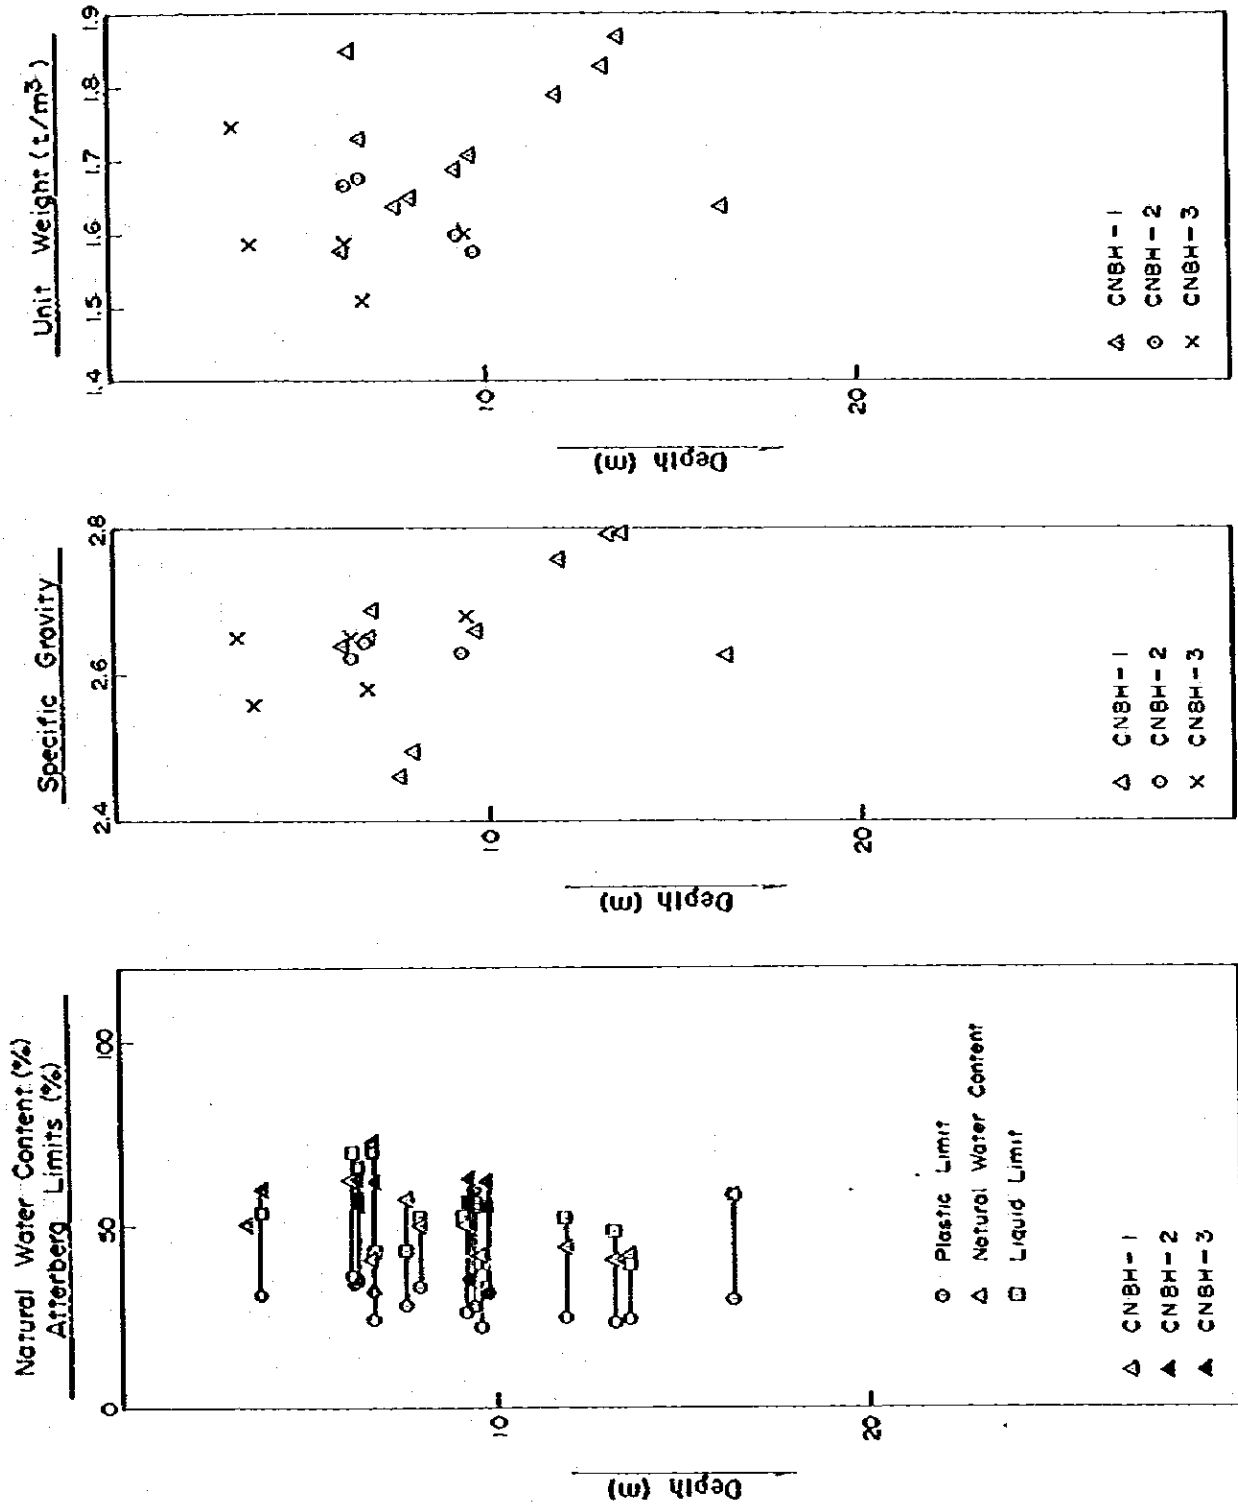 Natural Water Content (%)
Atterberg Limits (%)
0
50
100
10
20
Depth (m)
Plastic Limit
Natural Water Content
Liquid Limit
CNBH-1
CNBH-2
CNBH-3
Specific Gravity
2.4
2.6
2.8
10
20
Depth (m)
CNBH-1
CNBH-2
CNBH-3
Unit Weight (t/m³)
1.4
1.5
1.6
1.7
1.8
1.9
10
20
Depth (m)
CNBH-1
CNBH-2
CNBH-3